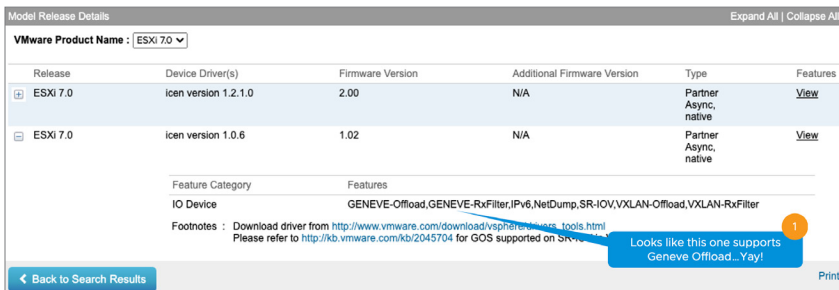 Model Release Details Expand All | Collapse All
VMware Product Name : ESXi 7.0
Release Device Driver(s) Firmware Version Additional Firmware Version Type Features
ESXi 7.0 icen version 1.2.1.0 2.00 N/A Partner View
Async,
native
ESXi 7.0 icen version 1.0.6 1.02 N/A Partner View
Async,
native
Feature Category Features
IO Device GENEVE-Offload,GENEVE-RxFilter,IPv6,NetDump,SR-IOV,VXLAN-Offload,VXLAN-RxFilter
Footnotes : Download driver from http://www.vmware.com/download/vsphere/drivers_tools.html
Please refer to http://kb.vmware.com/kb/2045704 for GOS supported on SR-IOV
1
Looks like this one supports
Geneve Offload...Yay!
Back to Search Results Print